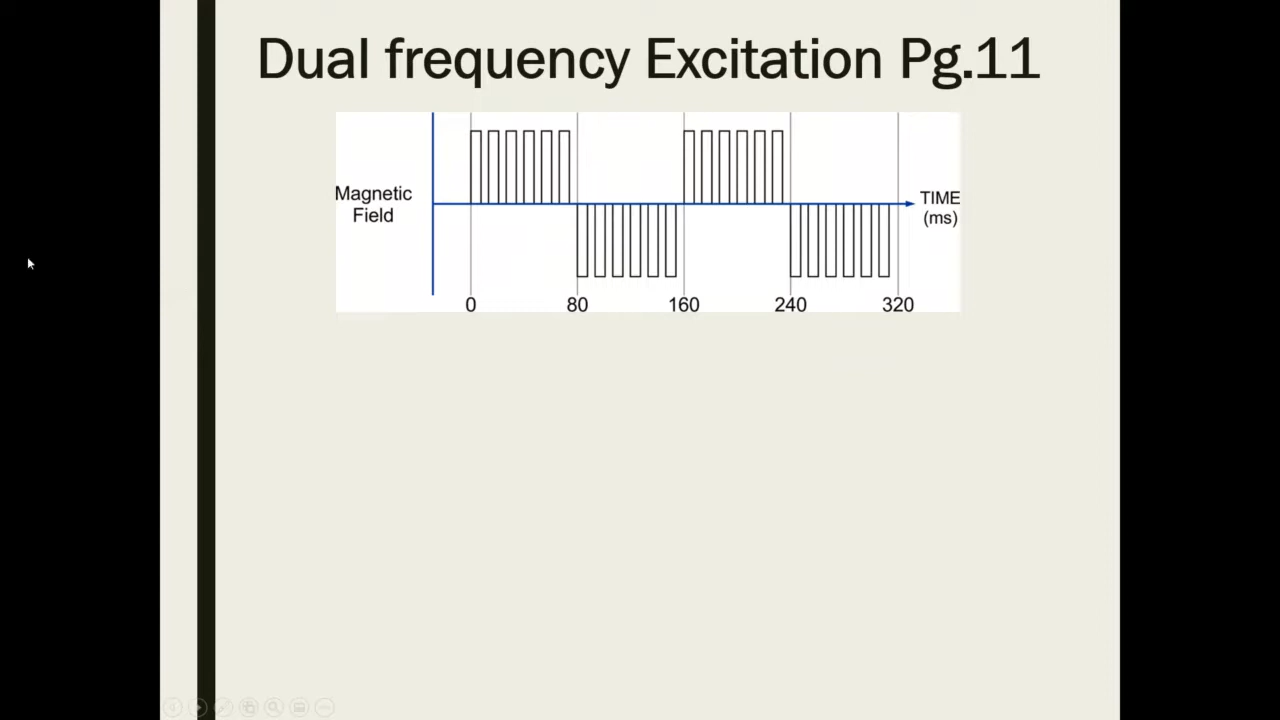 Dual frequency Excitation Pg.11
Magnetic
Field
TIME
(ms)
0 80 160 240 320